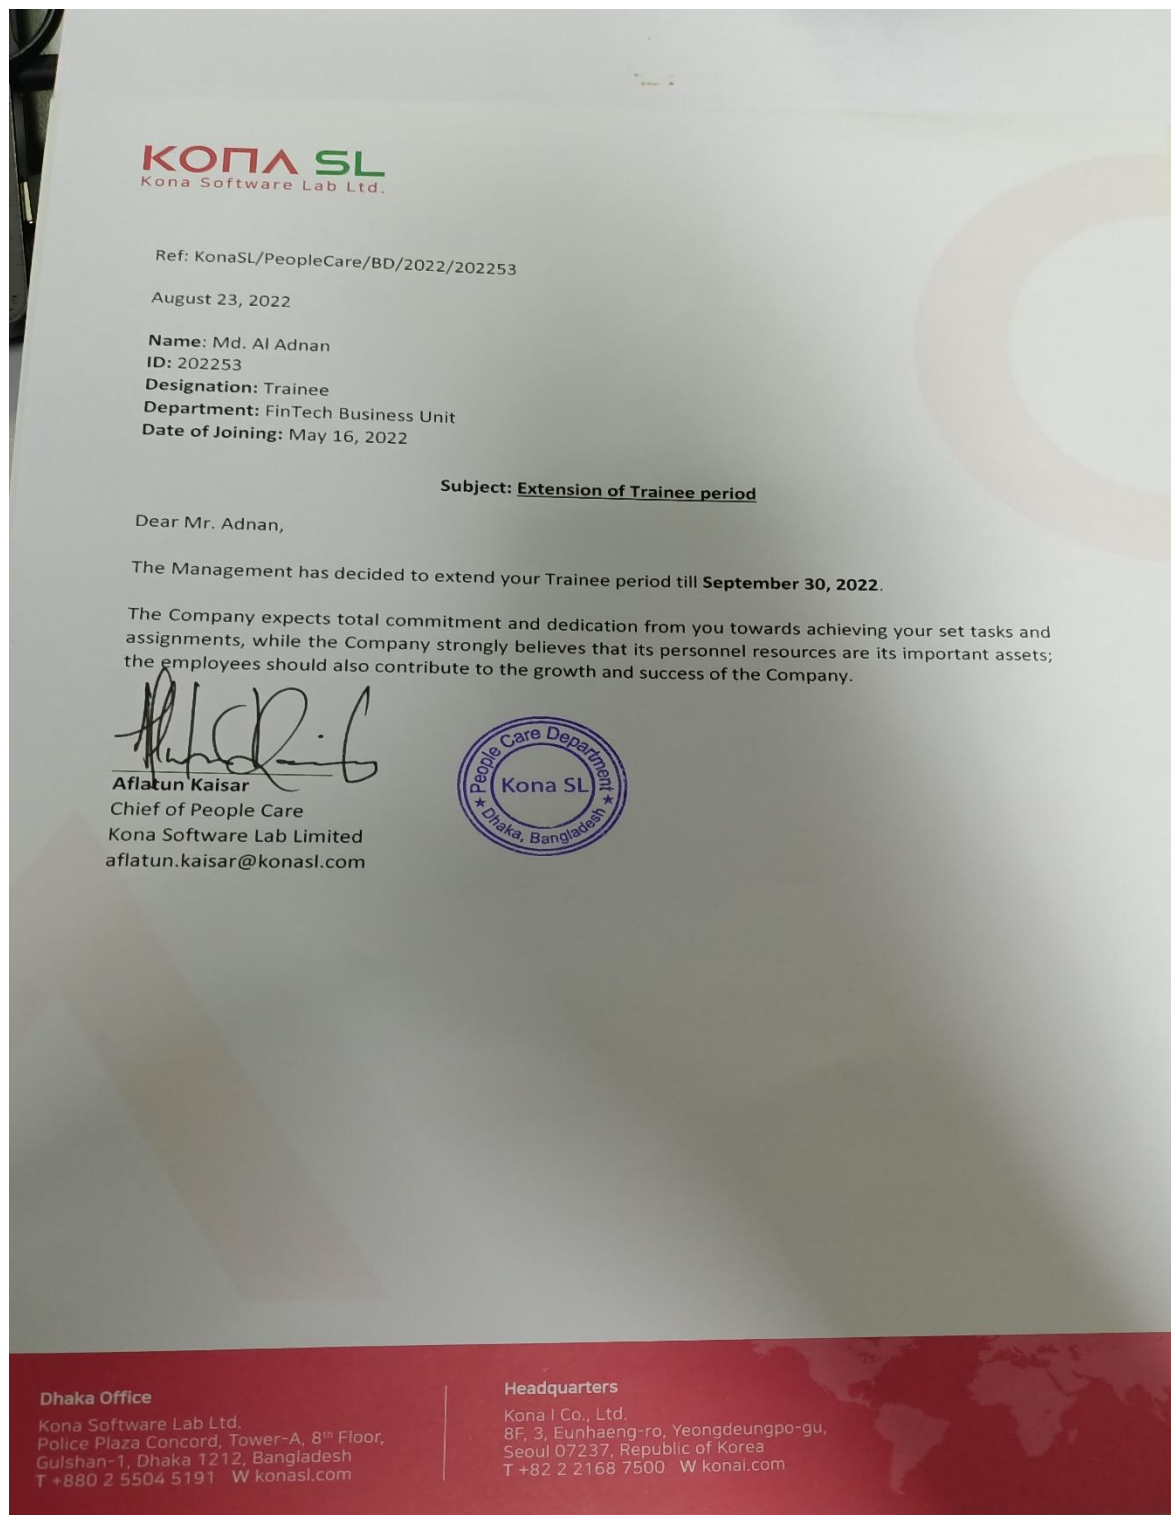 KONA SL
Kona Software Lab Ltd.
Ref: KonaSL/PeopleCare/BD/2022/202253
August 23, 2022
Name: Md. Al Adnan
ID: 202253
Designation: Trainee
Department: FinTech Business Unit
Date of Joining: May 16, 2022
Subject: Extension of Trainee period
Dear Mr. Adnan,
The Management has decided to extend your Trainee period till September 30, 2022.
The Company expects total commitment and dedication from you towards achieving your set tasks and
assignments, while the Company strongly believes that its personnel resources are its important assets;
the employees should also contribute to the growth and success of the Company.
Aflatun Kaisar
Chief of People Care
Kona Software Lab Limited
aflatun.kaisar@konasl.com
People Care Department
Kona SL
★ Dhaka, Bangladesh ★
Dhaka Office
Kona Software Lab Ltd.
Police Plaza Concord, Tower-A, 8th Floor,
Gulshan-1, Dhaka 1212, Bangladesh
T +880 2 5504 5191 W konasl.com
Headquarters
Kona I Co., Ltd.
8F, 3, Eunhaeng-ro, Yeongdeungpo-gu,
Seoul 07237, Republic of Korea
T +82 2 2168 7500 W konai.com